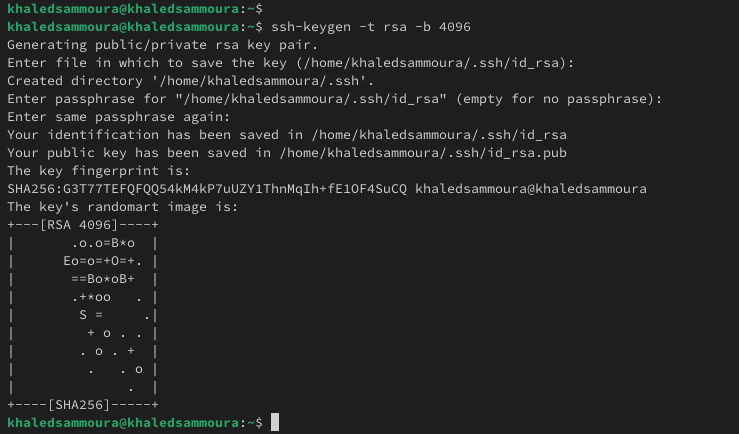 khaledsammoura@khaledsammoura:~$
khaledsammoura@khaledsammoura:~$ ssh-keygen -t rsa -b 4096
Generating public/private rsa key pair.
Enter file in which to save the key (/home/khaledsammoura/.ssh/id_rsa):
Created directory '/home/khaledsammoura/.ssh'.
Enter passphrase for "/home/khaledsammoura/.ssh/id_rsa" (empty for no passphrase):
Enter same passphrase again:
Your identification has been saved in /home/khaledsammoura/.ssh/id_rsa
Your public key has been saved in /home/khaledsammoura/.ssh/id_rsa.pub
The key fingerprint is:
SHA256:G3T77TEFQFQQ54kM4kP7uUZY1ThnMqIh+fE1OF4SuCQ khaledsammoura@khaledsammoura
The key's randomart image is:
+---[RSA 4096]----+
|       .o.o=B*o  |
|      Eo=o=+O=+. |
|       ==Bo*oB+  |
|       .+*oo   . |
|        S =     .|
|         + o . . |
|        . o . +  |
|         .   . o |
|              .  |
+----[SHA256]-----+
khaledsammoura@khaledsammoura:~$